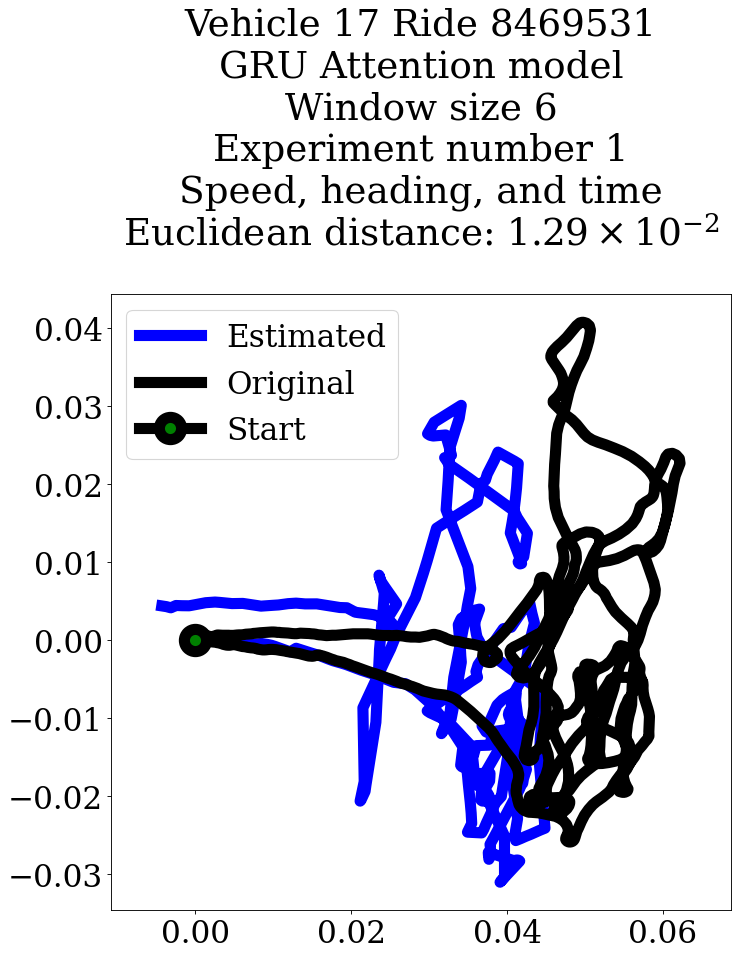 Vehicle 17 Ride 8469531
GRU Attention model
Window size 6
Experiment number 1
Speed, heading, and time
Euclidean distance: 1.29 × 10⁻²
Estimated
Original
Start
0.04
0.03
0.02
0.01
0.00
−0.01
−0.02
−0.03
0.00 0.02 0.04 0.06